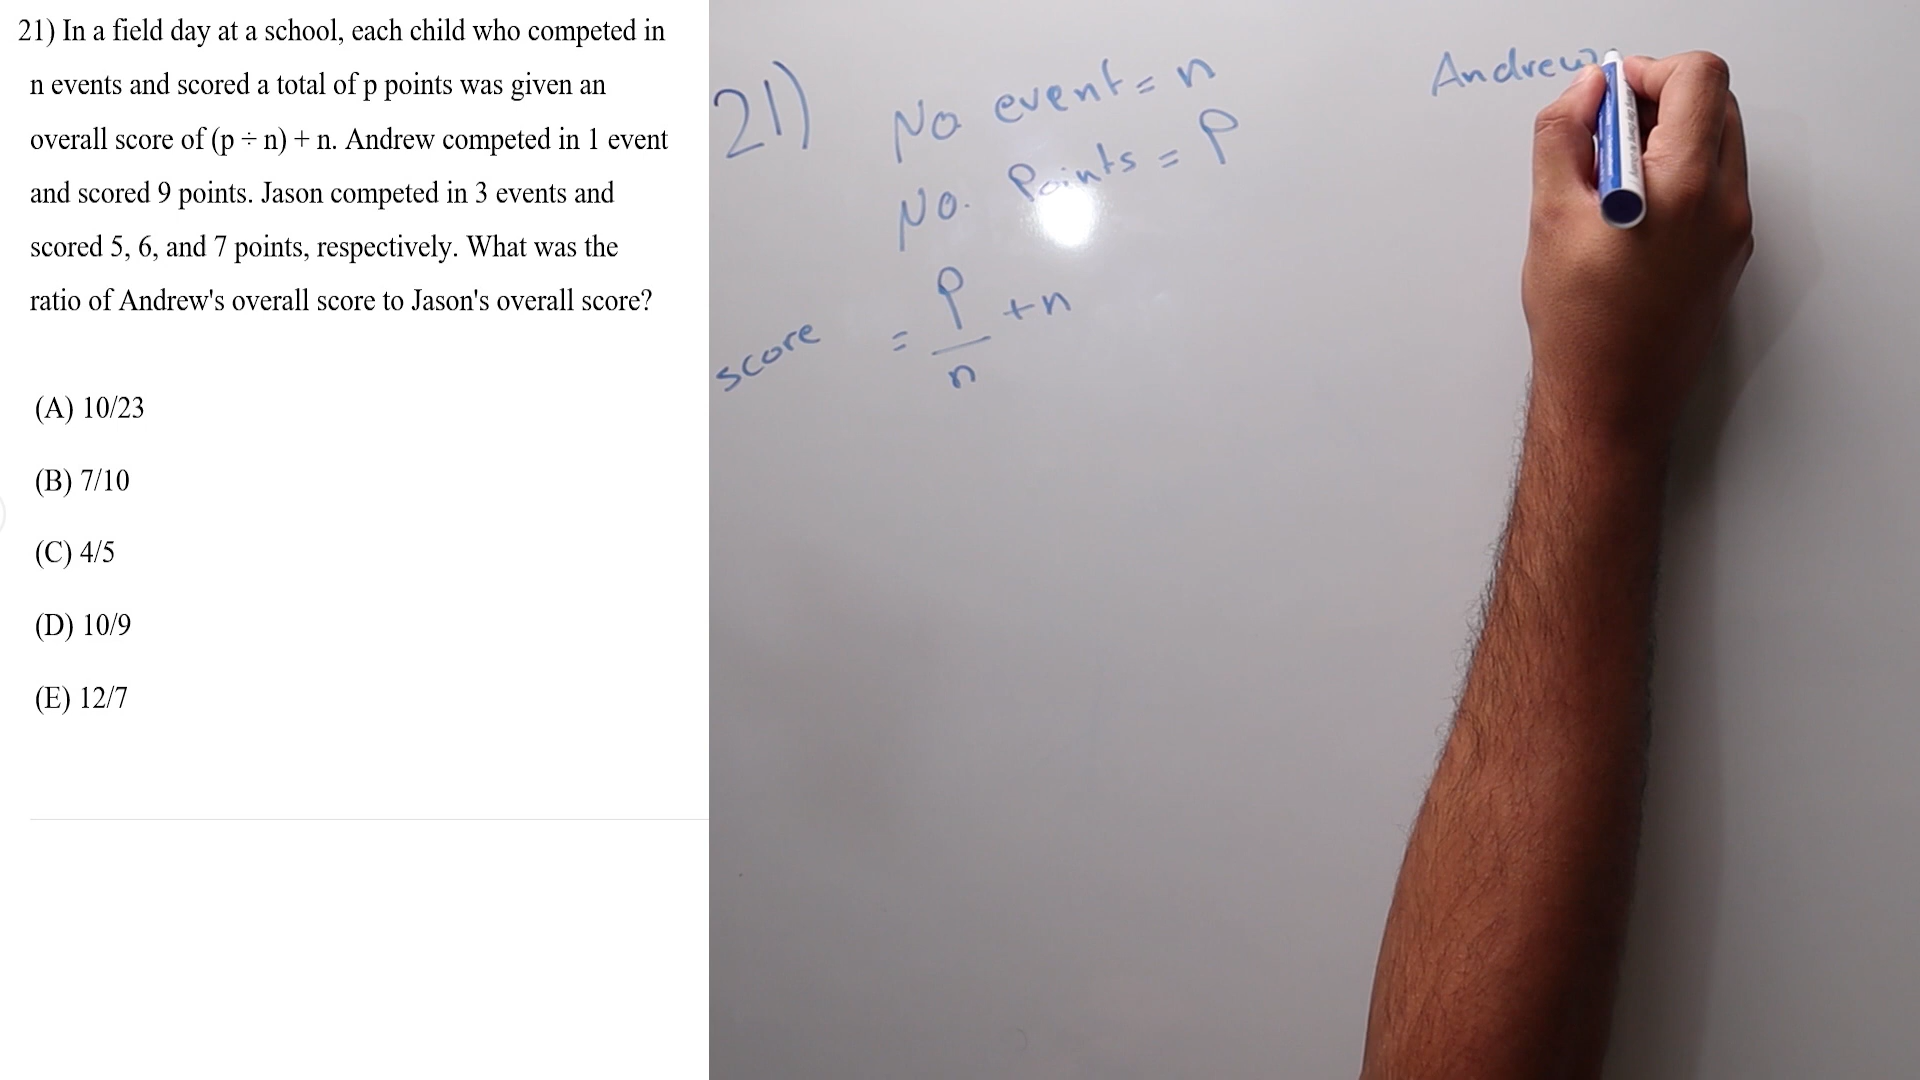 21) In a field day at a school, each child who competed in
n events and scored a total of p points was given an
overall score of (p ÷ n) + n. Andrew competed in 1 event
and scored 9 points. Jason competed in 3 events and
scored 5, 6, and 7 points, respectively. What was the
ratio of Andrew's overall score to Jason's overall score?
(A) 10/23
(B) 7/10
(C) 4/5
(D) 10/9
(E) 12/7
21)
No event = n
No. Points = P
score = P/n + n
Andrew